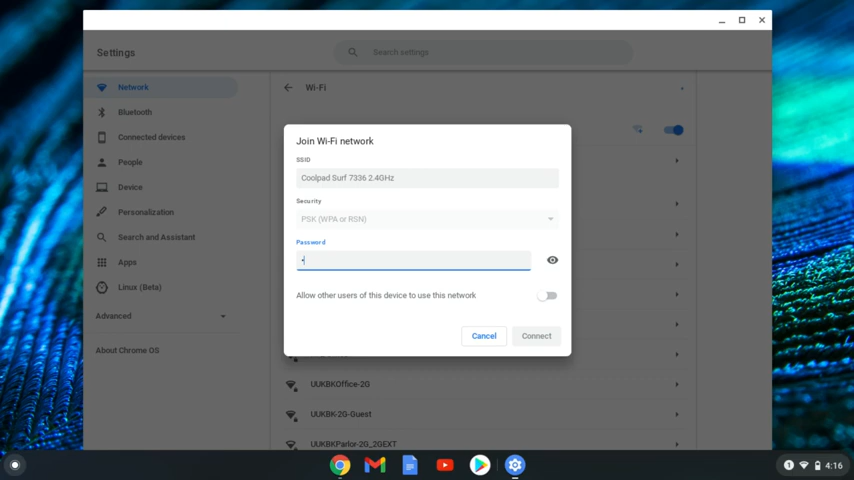 Settings
Search settings
Network
Bluetooth
Connected devices
People
Device
Personalization
Search and Assistant
Apps
Linux (Beta)
Advanced
About Chrome OS
Wi-Fi
Join Wi-Fi network
SSID
Coolpad Surf 7336 2.4GHz
Security
PSK (WPA or RSN)
Password
Allow other users of this device to use this network
Cancel
Connect
UUKBKOffice-2G
UUKBK-2G-Guest
UUKBKParlor-2G_2GEXT
1
4:16